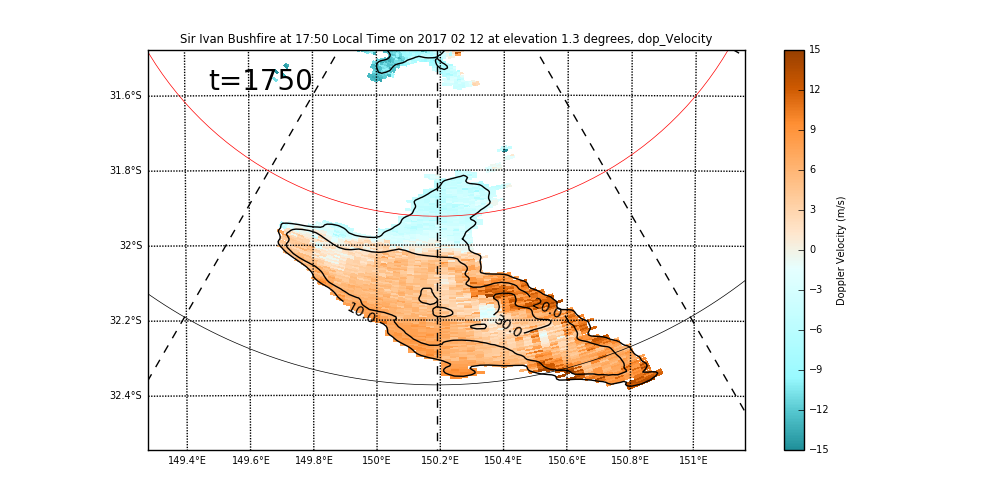 Sir Ivan Bushfire at 17:50 Local Time on 2017 02 12 at elevation 1.3 degrees, dop_Velocity
t=1750
31.6°S
31.8°S
32°S
32.2°S
32.4°S
10.0
20.0
30.0
149.4°E 149.6°E 149.8°E 150°E 150.2°E 150.4°E 150.6°E 150.8°E 151°E
15
12
9
6
3
0
−3
−6
−9
−12
−15
Doppler Velocity (m/s)